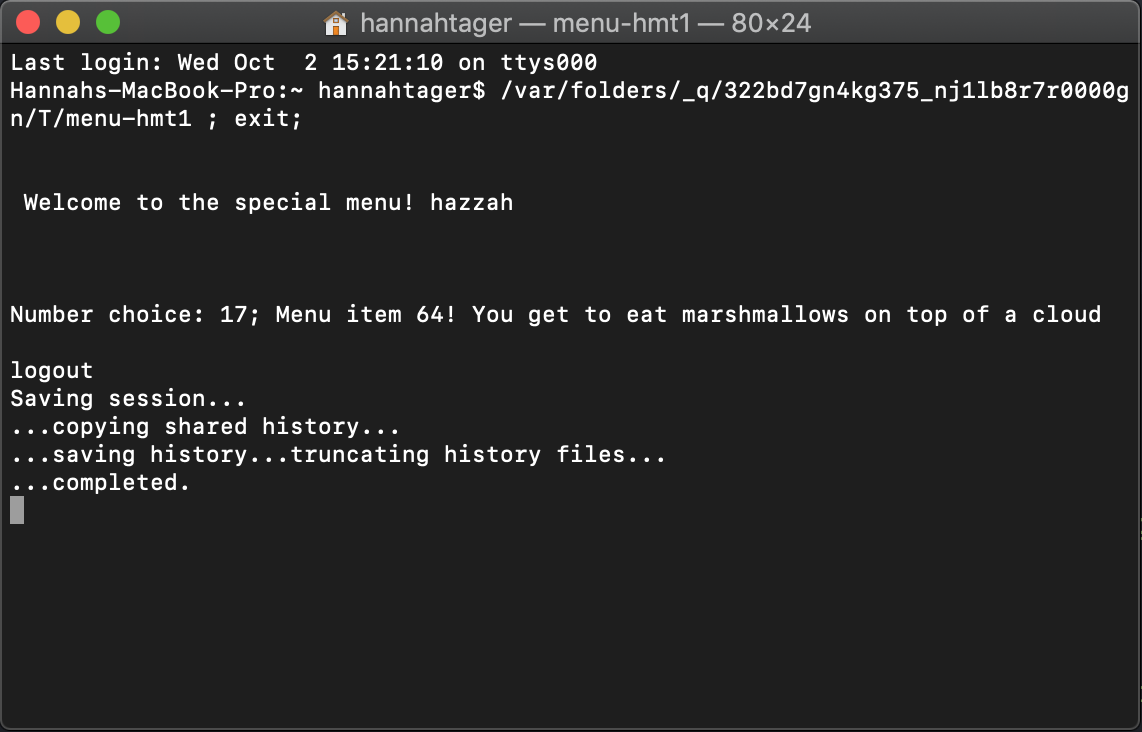 hannahtager — menu-hmt1 — 80×24
Last login: Wed Oct  2 15:21:10 on ttys000
Hannahs-MacBook-Pro:~ hannahtager$ /var/folders/_q/322bd7gn4kg375_nj1lb8r7r0000g
n/T/menu-hmt1 ; exit;
Welcome to the special menu! hazzah
Number choice: 17; Menu item 64! You get to eat marshmallows on top of a cloud
logout
Saving session...
...copying shared history...
...saving history...truncating history files...
...completed.